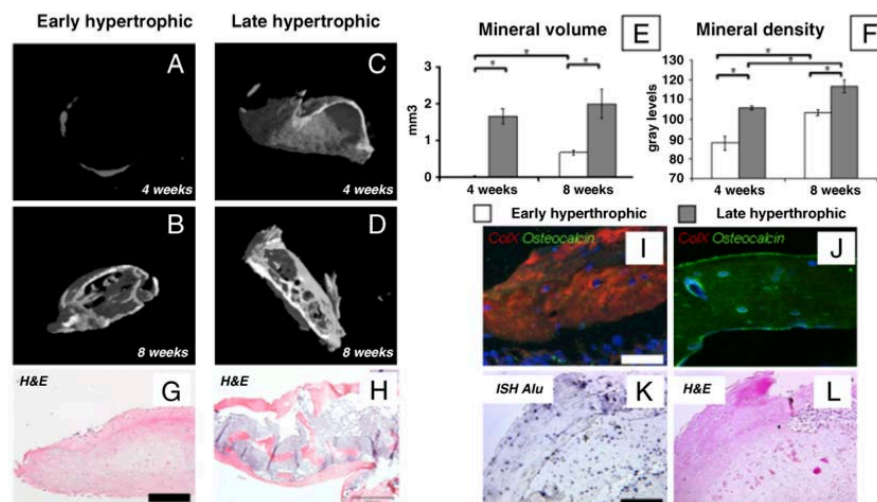 Early hypertrophic
Late hypertrophic
A
4 weeks
C
4 weeks
B
8 weeks
D
8 weeks
H&E
G
H&E
H
Mineral volume
E
*
*
*
mm3
3
2
1
0
4 weeks
8 weeks
Mineral density
F
*
*
*
*
gray levels
130
120
110
100
90
80
70
4 weeks
8 weeks
Early hyperthrophic
Late hyperthrophic
ColX Osteocalcin
I
ColX Osteocalcin
J
ISH Alu
K
H&E
L